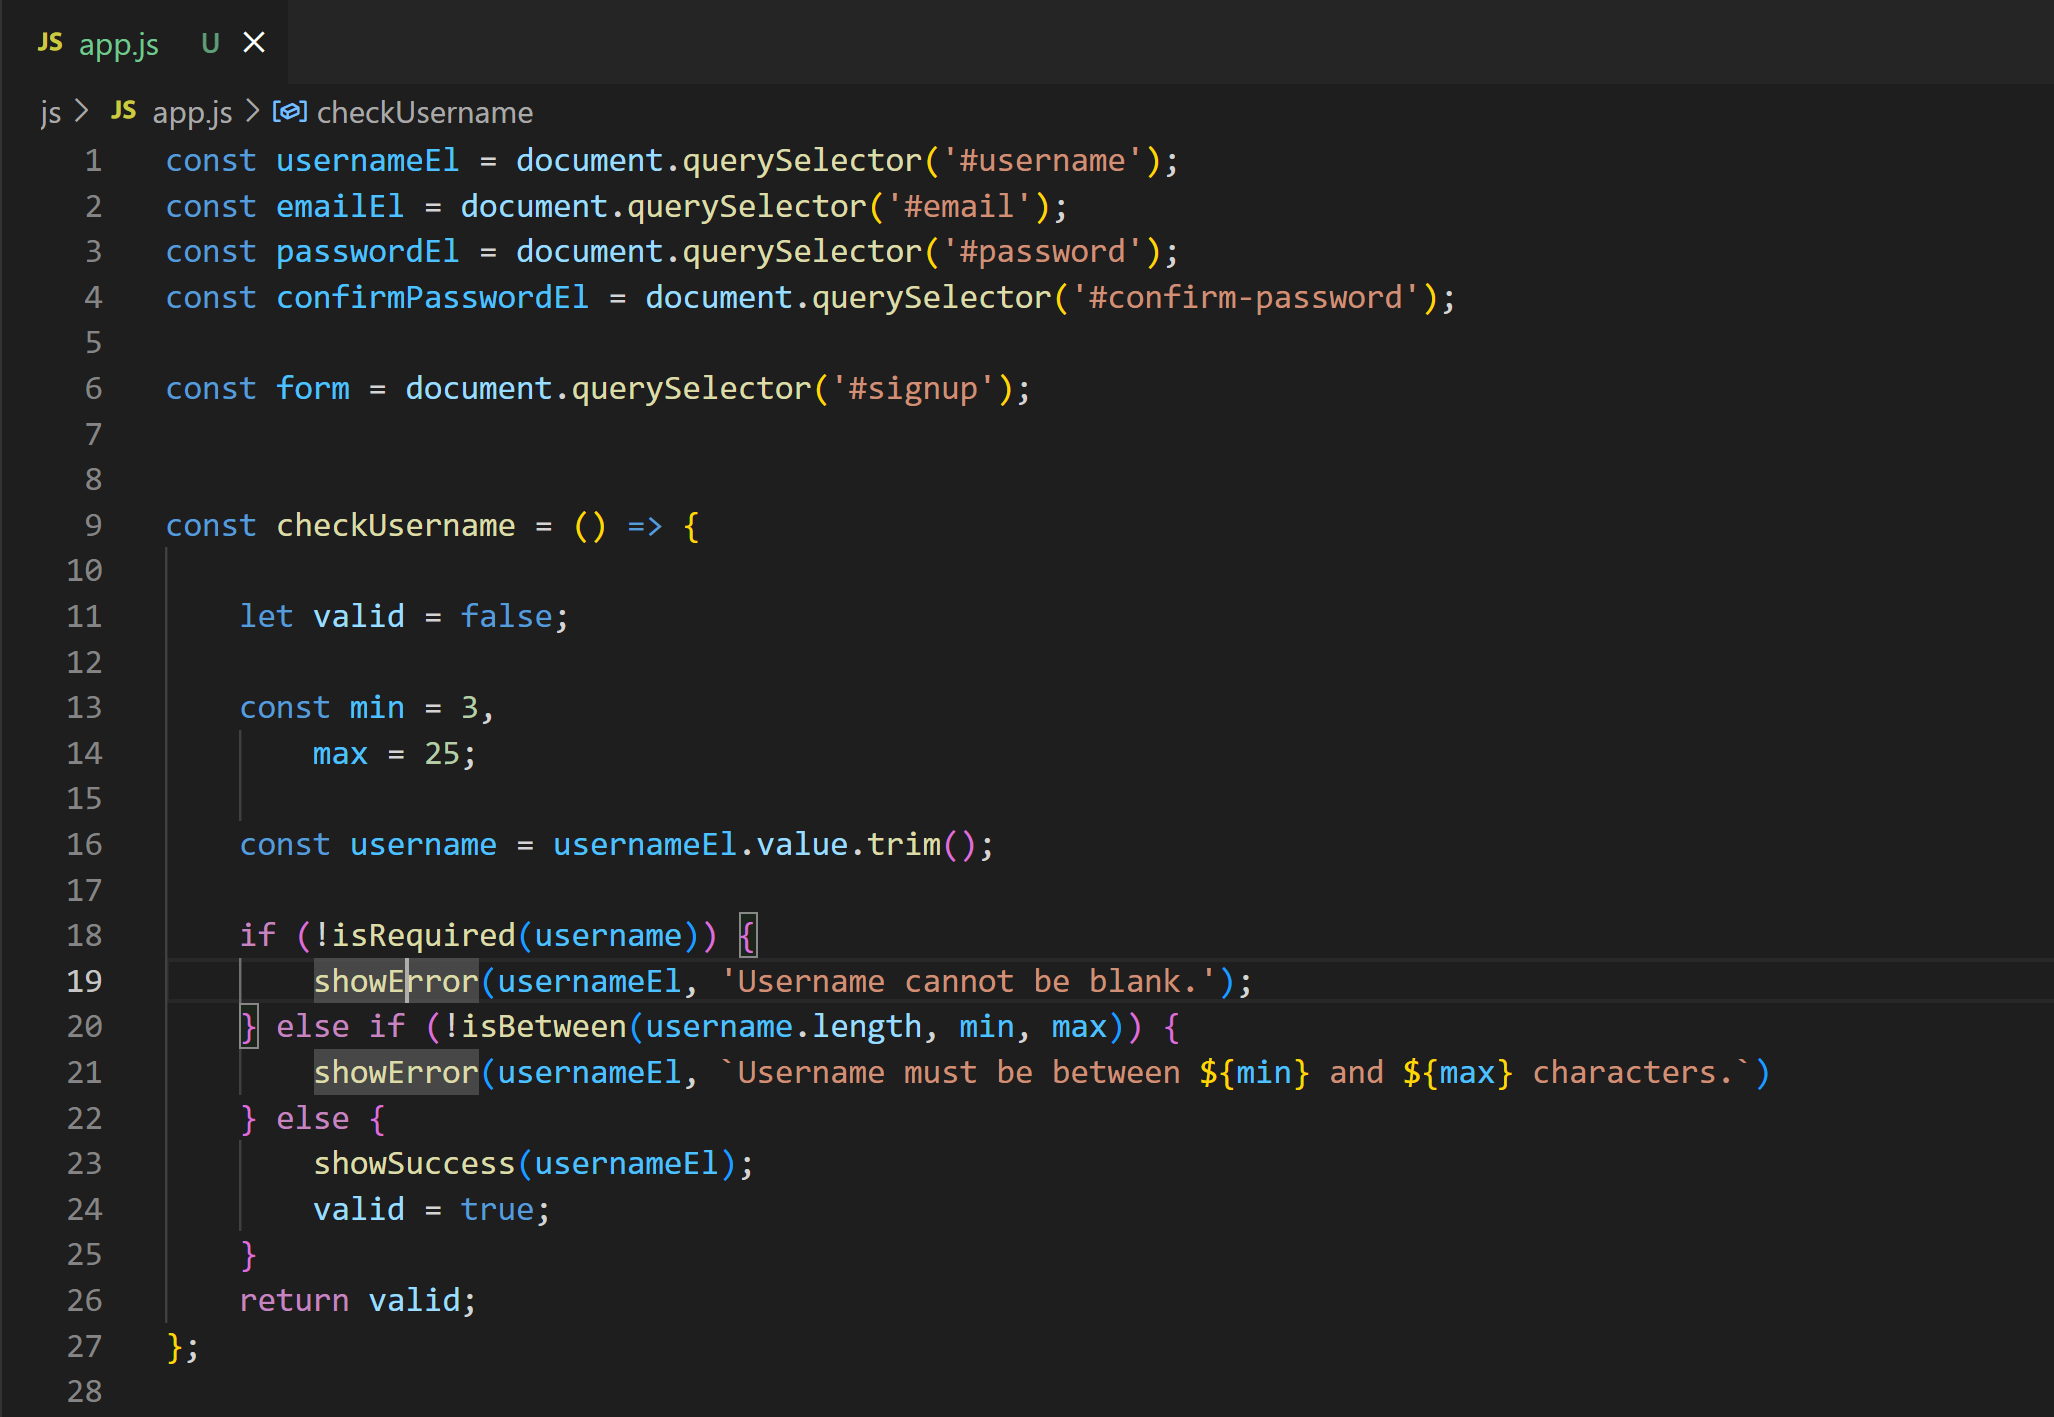 JS app.js U
js > JS app.js > checkUsername
1 const usernameEl = document.querySelector('#username');
2 const emailEl = document.querySelector('#email');
3 const passwordEl = document.querySelector('#password');
4 const confirmPasswordEl = document.querySelector('#confirm-password');
5
6 const form = document.querySelector('#signup');
7
8
9 const checkUsername = () => {
10
11     let valid = false;
12
13     const min = 3,
14         max = 25;
15
16     const username = usernameEl.value.trim();
17
18     if (!isRequired(username)) {
19         showError(usernameEl, 'Username cannot be blank.');
20     } else if (!isBetween(username.length, min, max)) {
21         showError(usernameEl, `Username must be between ${min} and ${max} characters.`)
22     } else {
23         showSuccess(usernameEl);
24         valid = true;
25     }
26     return valid;
27 };
28